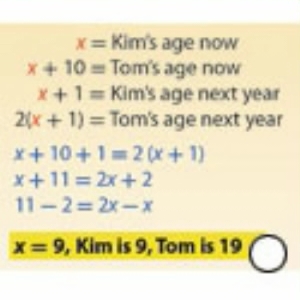 x = Kim's age now
x + 10 = Tom's age now
x + 1 = Kim's age next year
2(x + 1) = Tom's age next year
x + 10 + 1 = 2 (x + 1)
x + 11 = 2x + 2
11 – 2 = 2x – x
x = 9, Kim is 9, Tom is 19